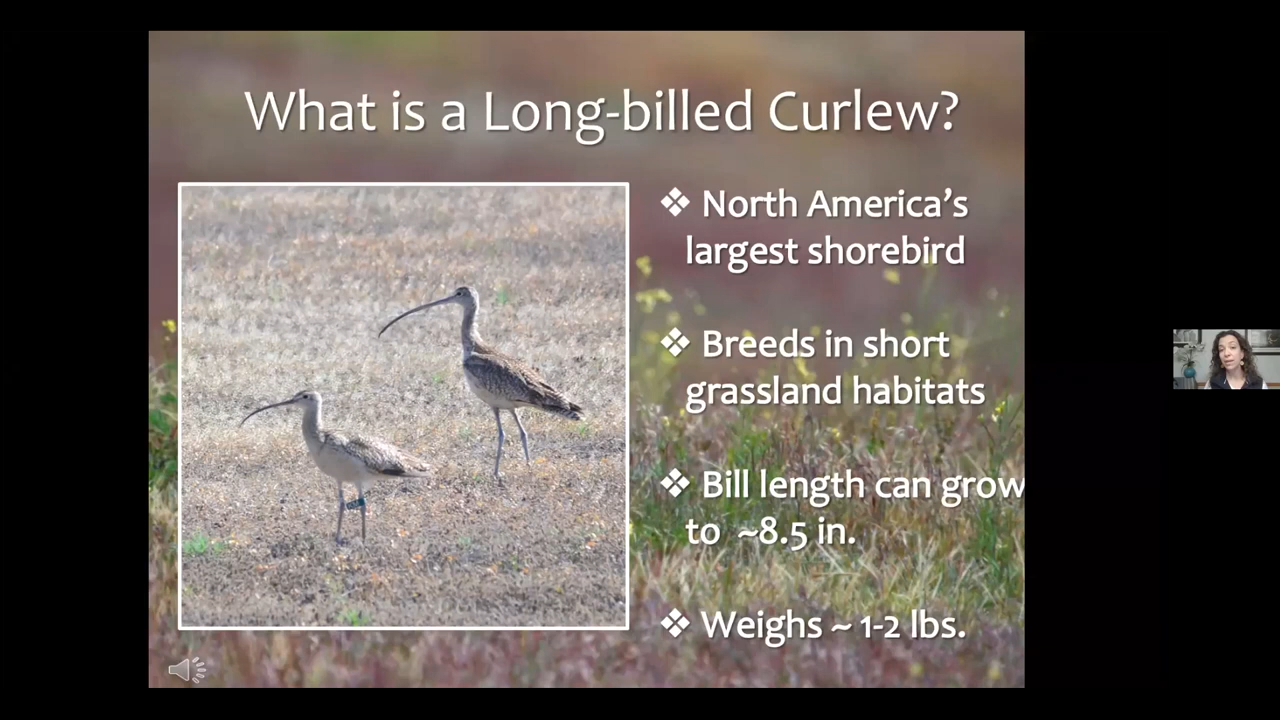 What is a Long-billed Curlew?
❖ North America's
largest shorebird
❖ Breeds in short
grassland habitats
❖ Bill length can grow
to ~8.5 in.
❖ Weighs ~ 1-2 lbs.